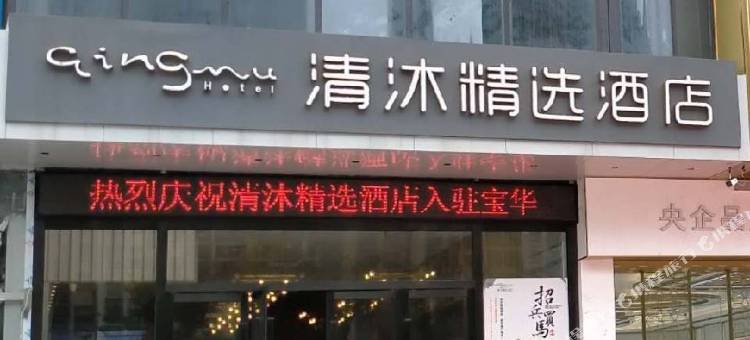 qingmu
Hotel
清沐精选酒店
热烈庆祝清沐精选酒店入驻宝华
央企品
招兵買馬